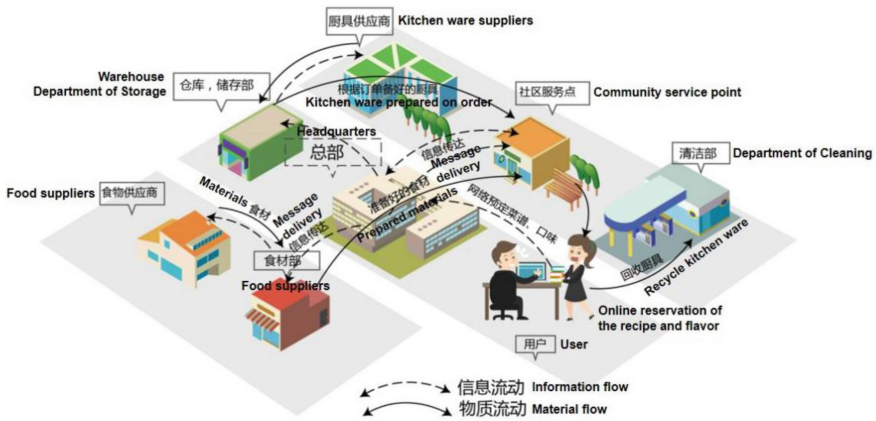 厨具供应商 Kitchen ware suppliers
Warehouse
Department of Storage
仓库，储存部
根据订单备好的厨具
Kitchen ware prepared on order
社区服务点 Community service point
Headquarters
总部
信息传达
Message
delivery
清洁部 Department of Cleaning
Food suppliers 食物供应商
Materials 食材
Message
delivery
信息传达
准备好的食材
Prepared materials
网络预定菜谱、口味
食材部
Food suppliers
回收厨具
Recycle kitchen ware
Online reservation of
the recipe and flavor
用户 User
信息流动 Information flow
物质流动 Material flow